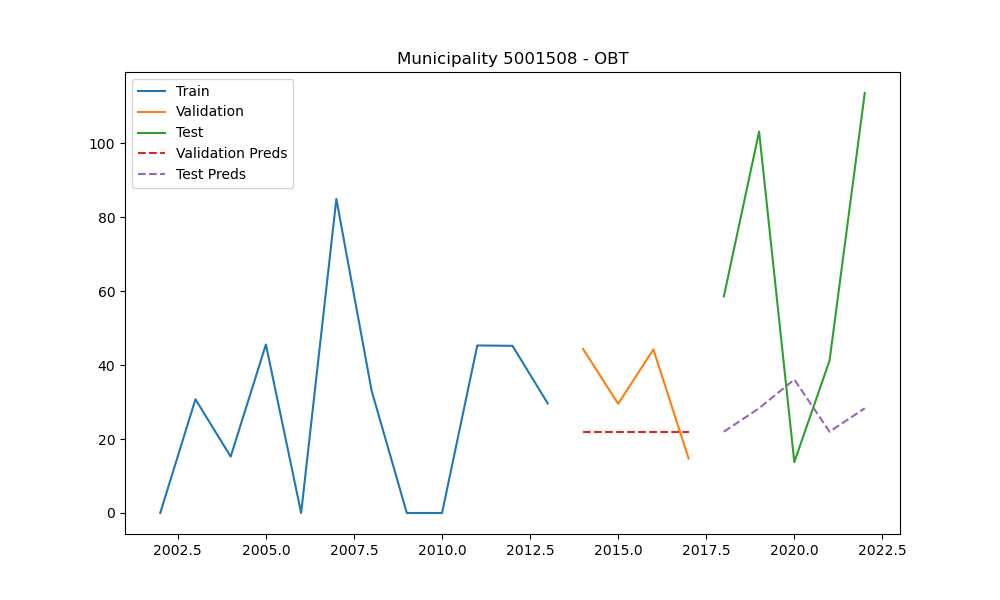 Municipality 5001508 - OBT
Train
Validation
Test
Validation Preds
Test Preds
100
80
60
40
20
0
2002.5 2005.0 2007.5 2010.0 2012.5 2015.0 2017.5 2020.0 2022.5